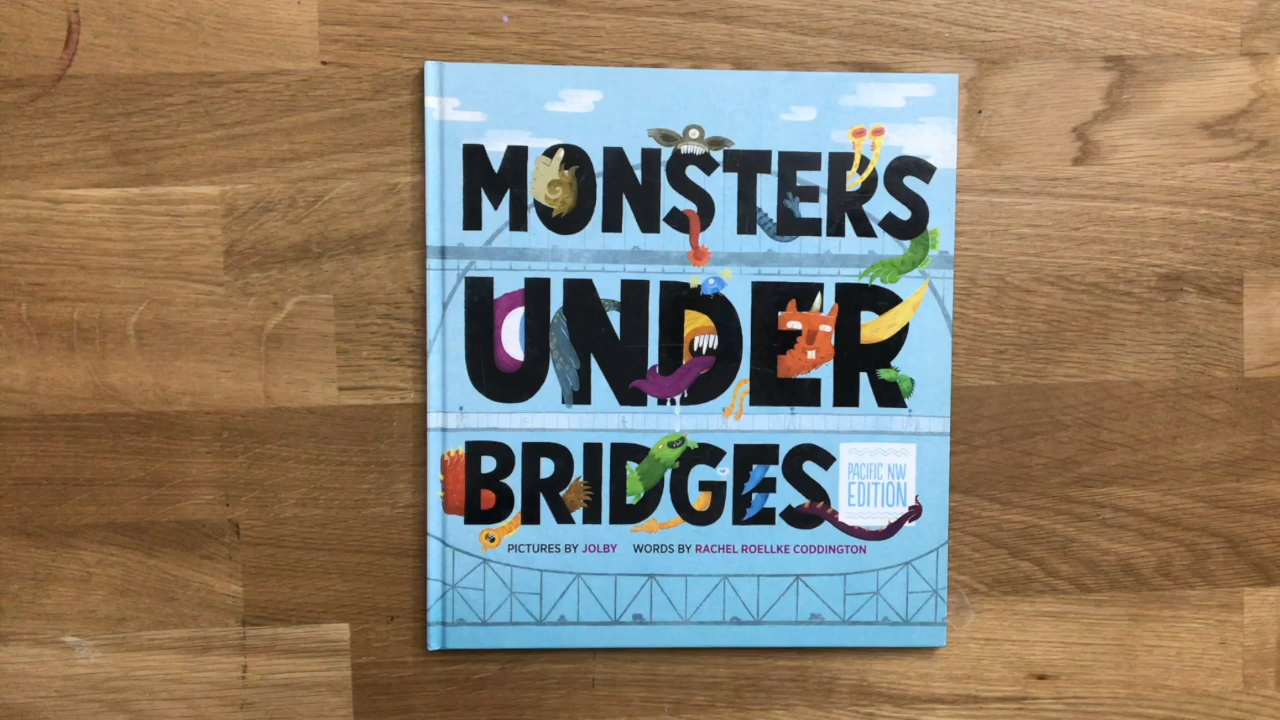 MONSTERS
UNDER
BRIDGES
PACIFIC NW
EDITION
PICTURES BY JOLBY WORDS BY RACHEL ROELLKE CODDINGTON